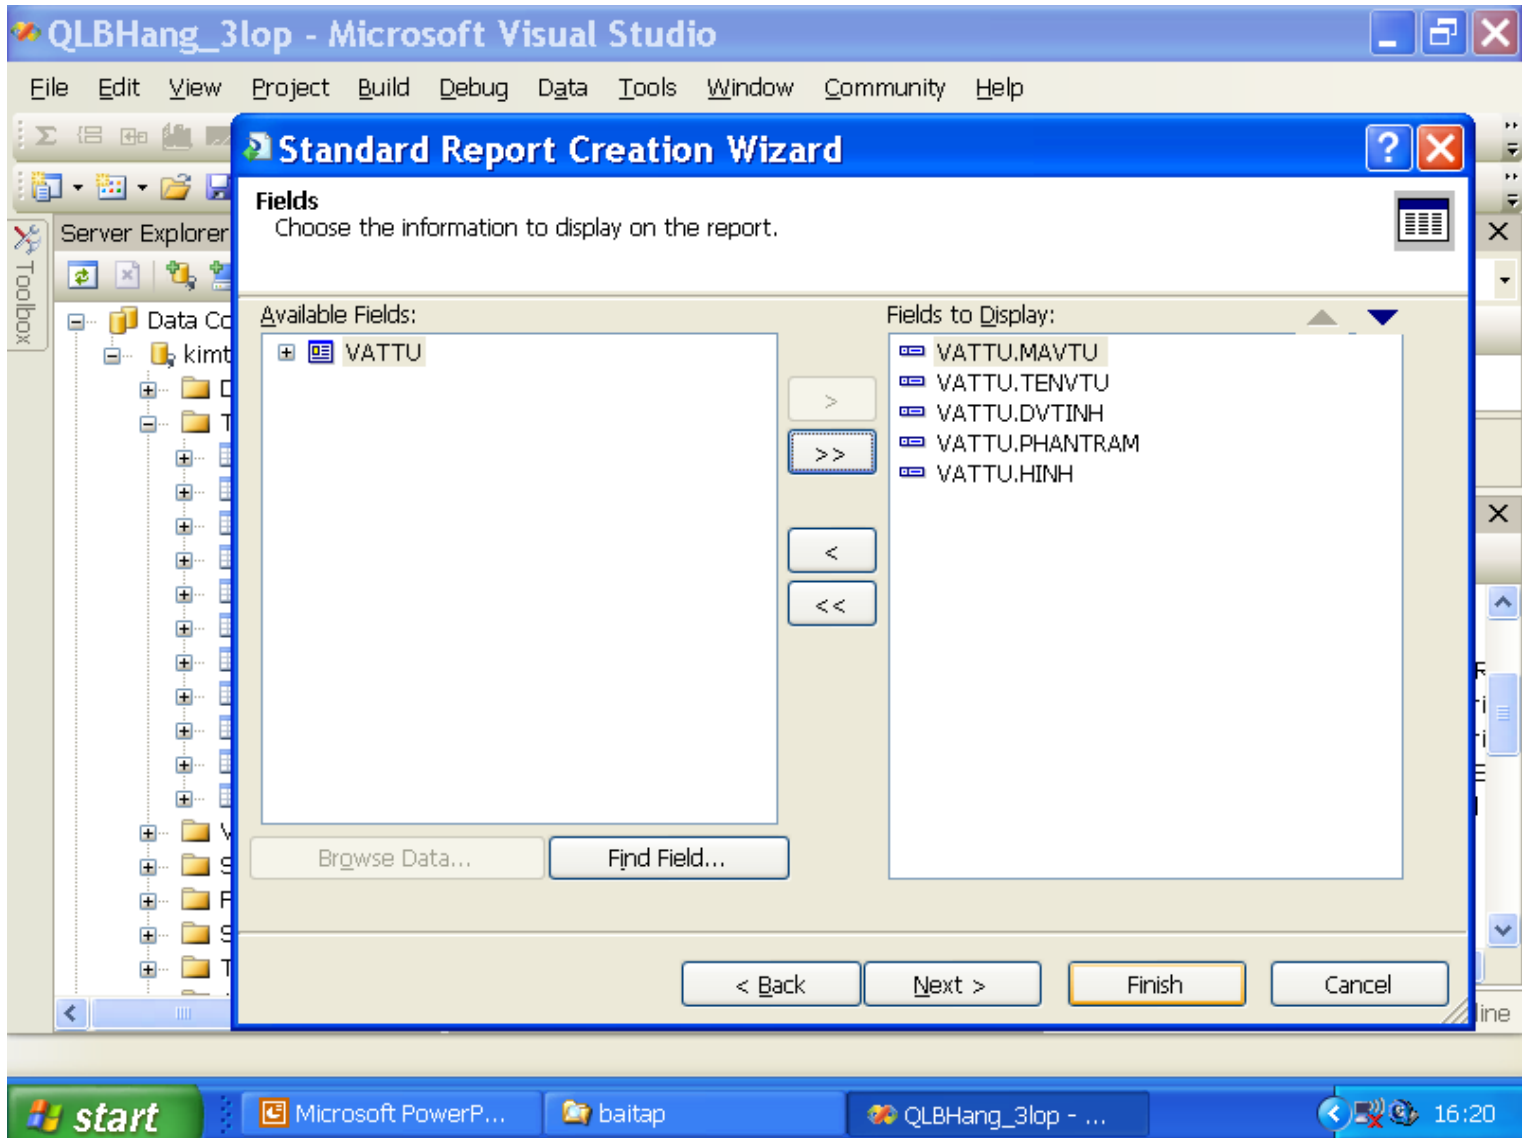 QLBHang_3lop - Microsoft Visual Studio
File Edit View Project Build Debug Data Tools Window Community Help
Standard Report Creation Wizard
Fields
Choose the information to display on the report.
Server Explorer
Toolbox
Available Fields:
Fields to Display:
VATTU
VATTU.MAVTU
VATTU.TENVTU
VATTU.DVTINH
VATTU.PHANTRAM
VATTU.HINH
>
>>
<
<<
Data Co
kimt
Browse Data...
Find Field...
< Back
Next >
Finish
Cancel
line
start
Microsoft PowerP...
baitap
QLBHang_3lop - ...
16:20